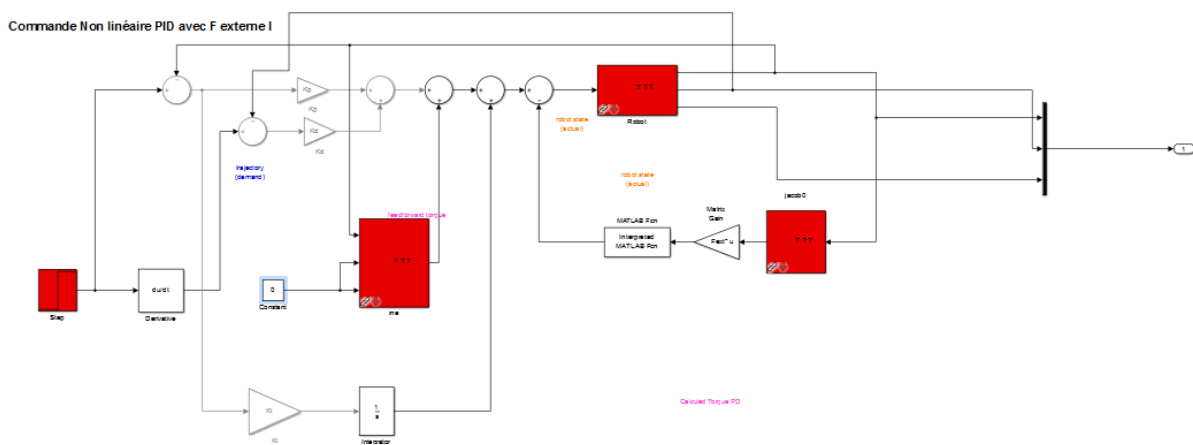 Commande Non linéaire PID avec F externe I
Kp
Kp
Kd
Kd
trajectory
(demand)
robot state
(actual)
? ? ?
Robot
robot state
(actual)
1
feedforward torque
MATLAB Fcn
Interpreted
MATLAB Fcn
Matrix
Gain
Fext* u
jacob0
? ? ?
Step
du/dt
Derivative
0
Constant
? ? ?
rne
Ki
Ki
1
s
Integrator
Calculed Torque PD